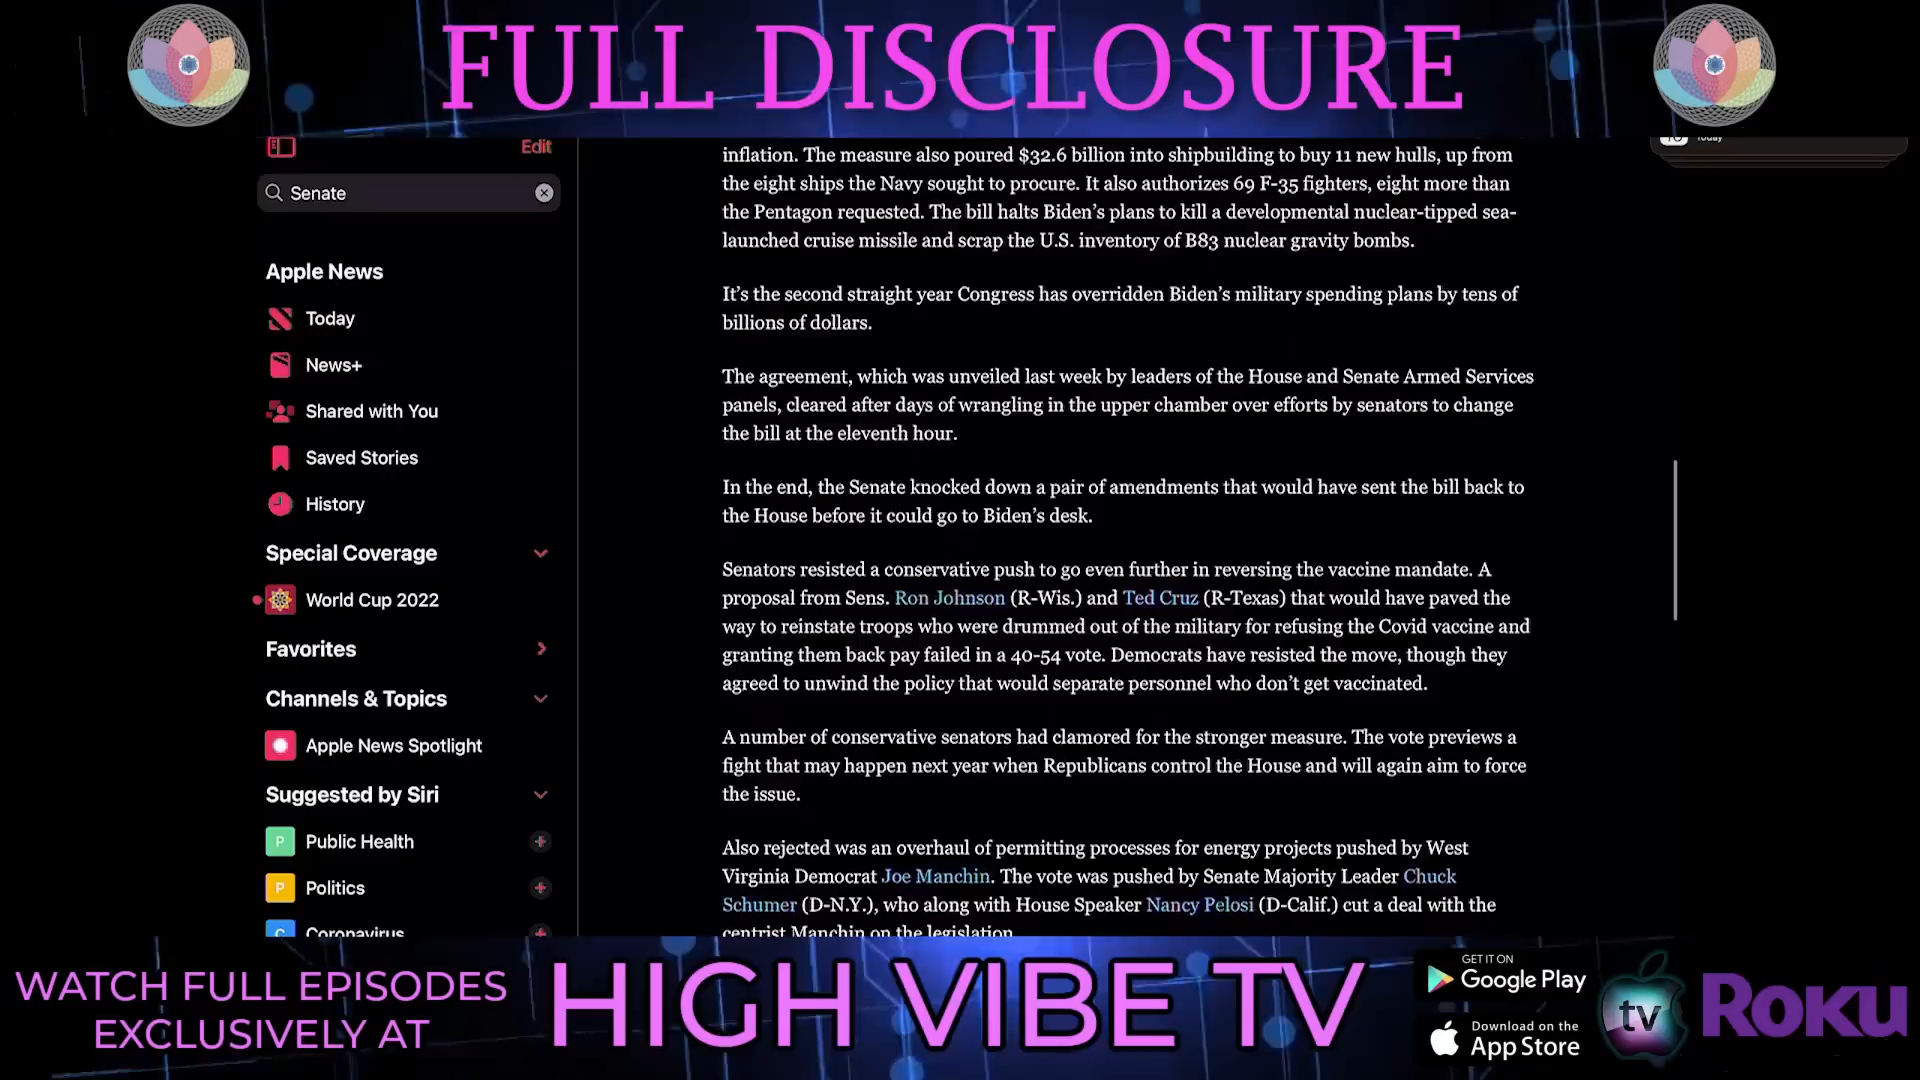 FULL DISCLOSURE
Edit
Today
Senate
Apple News
Today
News+
Shared with You
Saved Stories
History
Special Coverage
World Cup 2022
Favorites
Channels & Topics
Apple News Spotlight
Suggested by Siri
P Public Health
P Politics
C Coronavirus
inflation. The measure also poured $32.6 billion into shipbuilding to buy 11 new hulls, up from
the eight ships the Navy sought to procure. It also authorizes 69 F-35 fighters, eight more than
the Pentagon requested. The bill halts Biden’s plans to kill a developmental nuclear-tipped sea-
launched cruise missile and scrap the U.S. inventory of B83 nuclear gravity bombs.
It’s the second straight year Congress has overridden Biden’s military spending plans by tens of
billions of dollars.
The agreement, which was unveiled last week by leaders of the House and Senate Armed Services
panels, cleared after days of wrangling in the upper chamber over efforts by senators to change
the bill at the eleventh hour.
In the end, the Senate knocked down a pair of amendments that would have sent the bill back to
the House before it could go to Biden’s desk.
Senators resisted a conservative push to go even further in reversing the vaccine mandate. A
proposal from Sens. Ron Johnson (R-Wis.) and Ted Cruz (R-Texas) that would have paved the
way to reinstate troops who were drummed out of the military for refusing the Covid vaccine and
granting them back pay failed in a 40-54 vote. Democrats have resisted the move, though they
agreed to unwind the policy that would separate personnel who don’t get vaccinated.
A number of conservative senators had clamored for the stronger measure. The vote previews a
fight that may happen next year when Republicans control the House and will again aim to force
the issue.
Also rejected was an overhaul of permitting processes for energy projects pushed by West
Virginia Democrat Joe Manchin. The vote was pushed by Senate Majority Leader Chuck
Schumer (D-N.Y.), who along with House Speaker Nancy Pelosi (D-Calif.) cut a deal with the
centrist Manchin on the legislation.
WATCH FULL EPISODES
EXCLUSIVELY AT
HIGH VIBE TV
GET IT ON
Google Play
Download on the
App Store
tv
ROKU